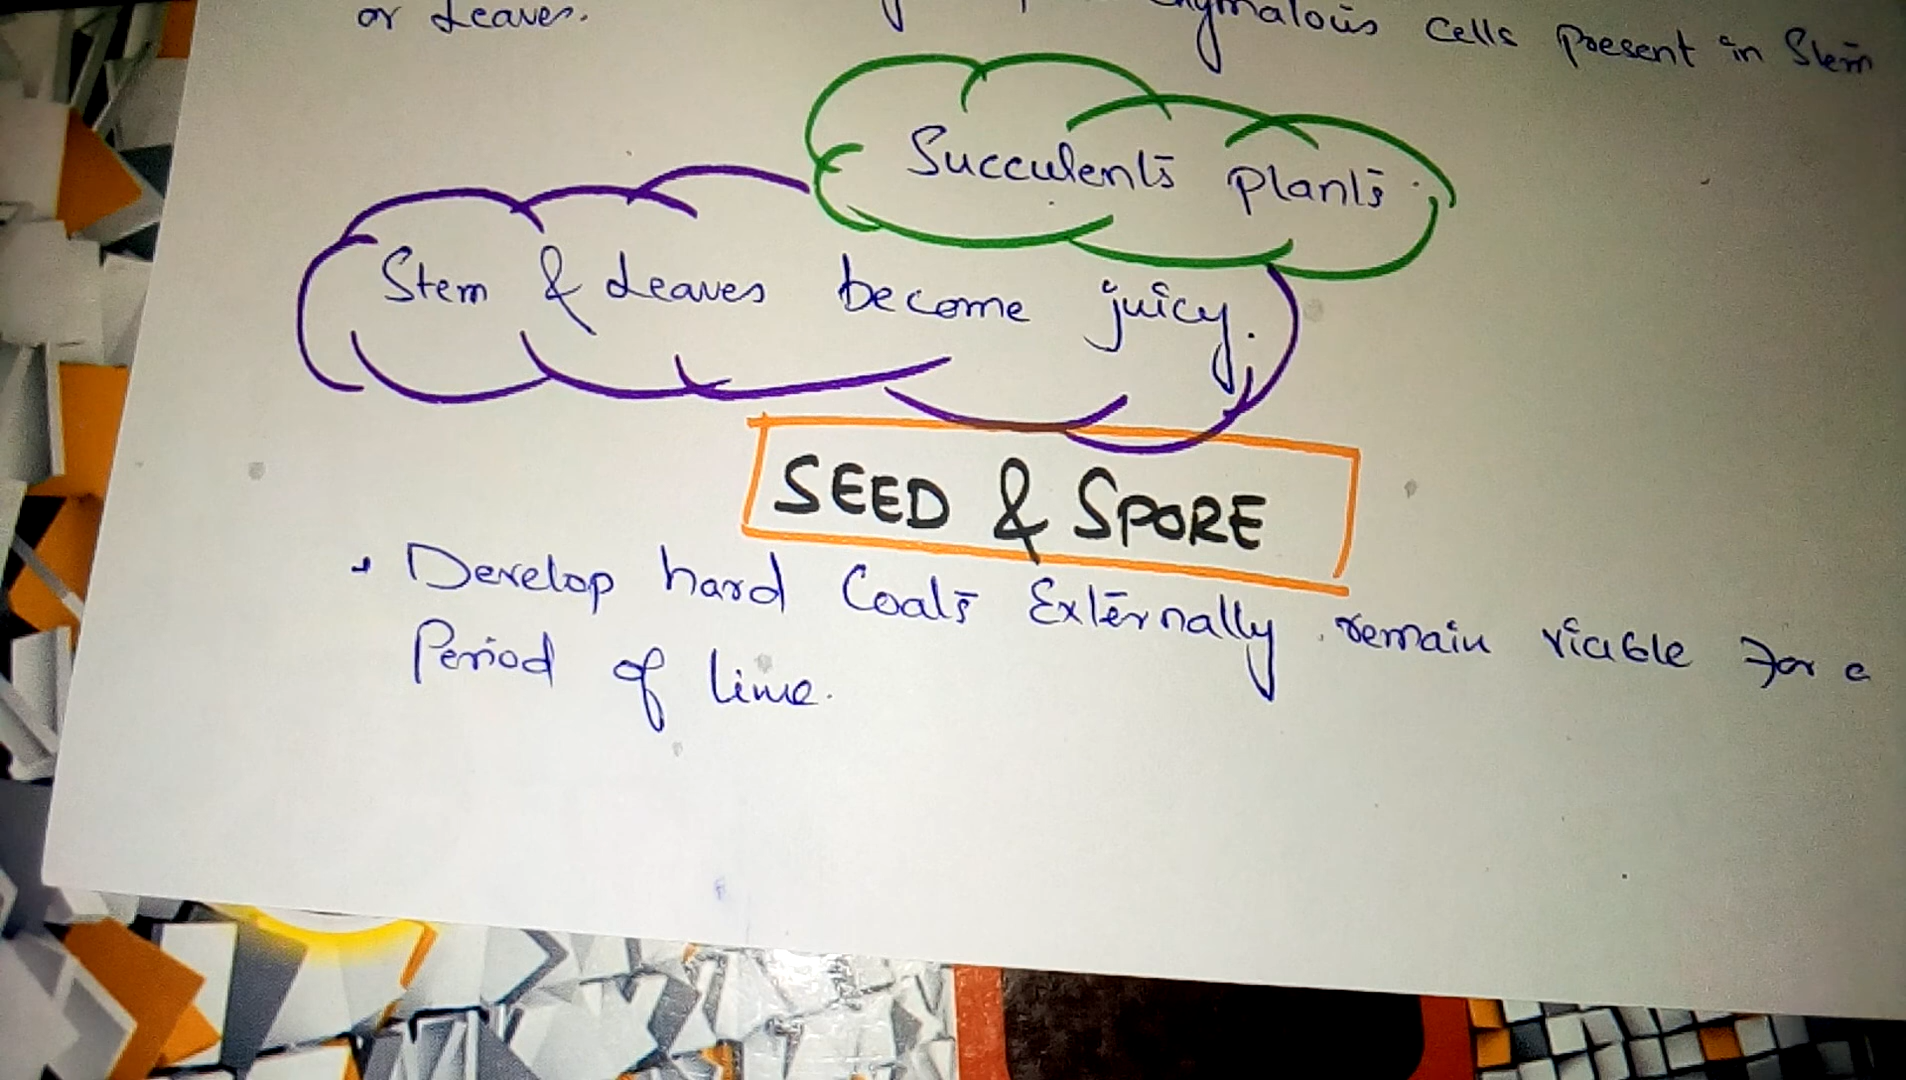 cells present in Stem
or Leaves.
Succulents plants.
Stem & Leaves become juicy.
SEED & SPORE
Develop hard Coats Externally remain viable for a
Period of time.